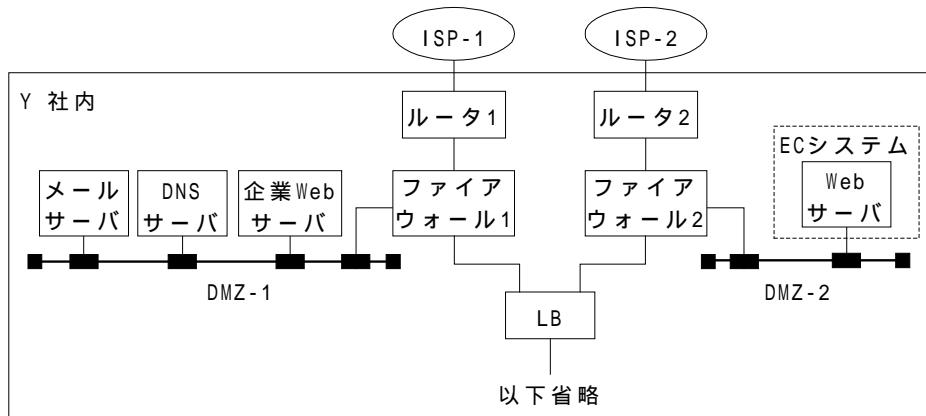 ISP-1
ISP-2
Y 社内
ルータ1
ルータ2
ECシステム
メール
サーバ
DNS
サーバ
企業Web
サーバ
ファイア
ウォール1
ファイア
ウォール2
Web
サーバ
DMZ-1
DMZ-2
LB
以下省略